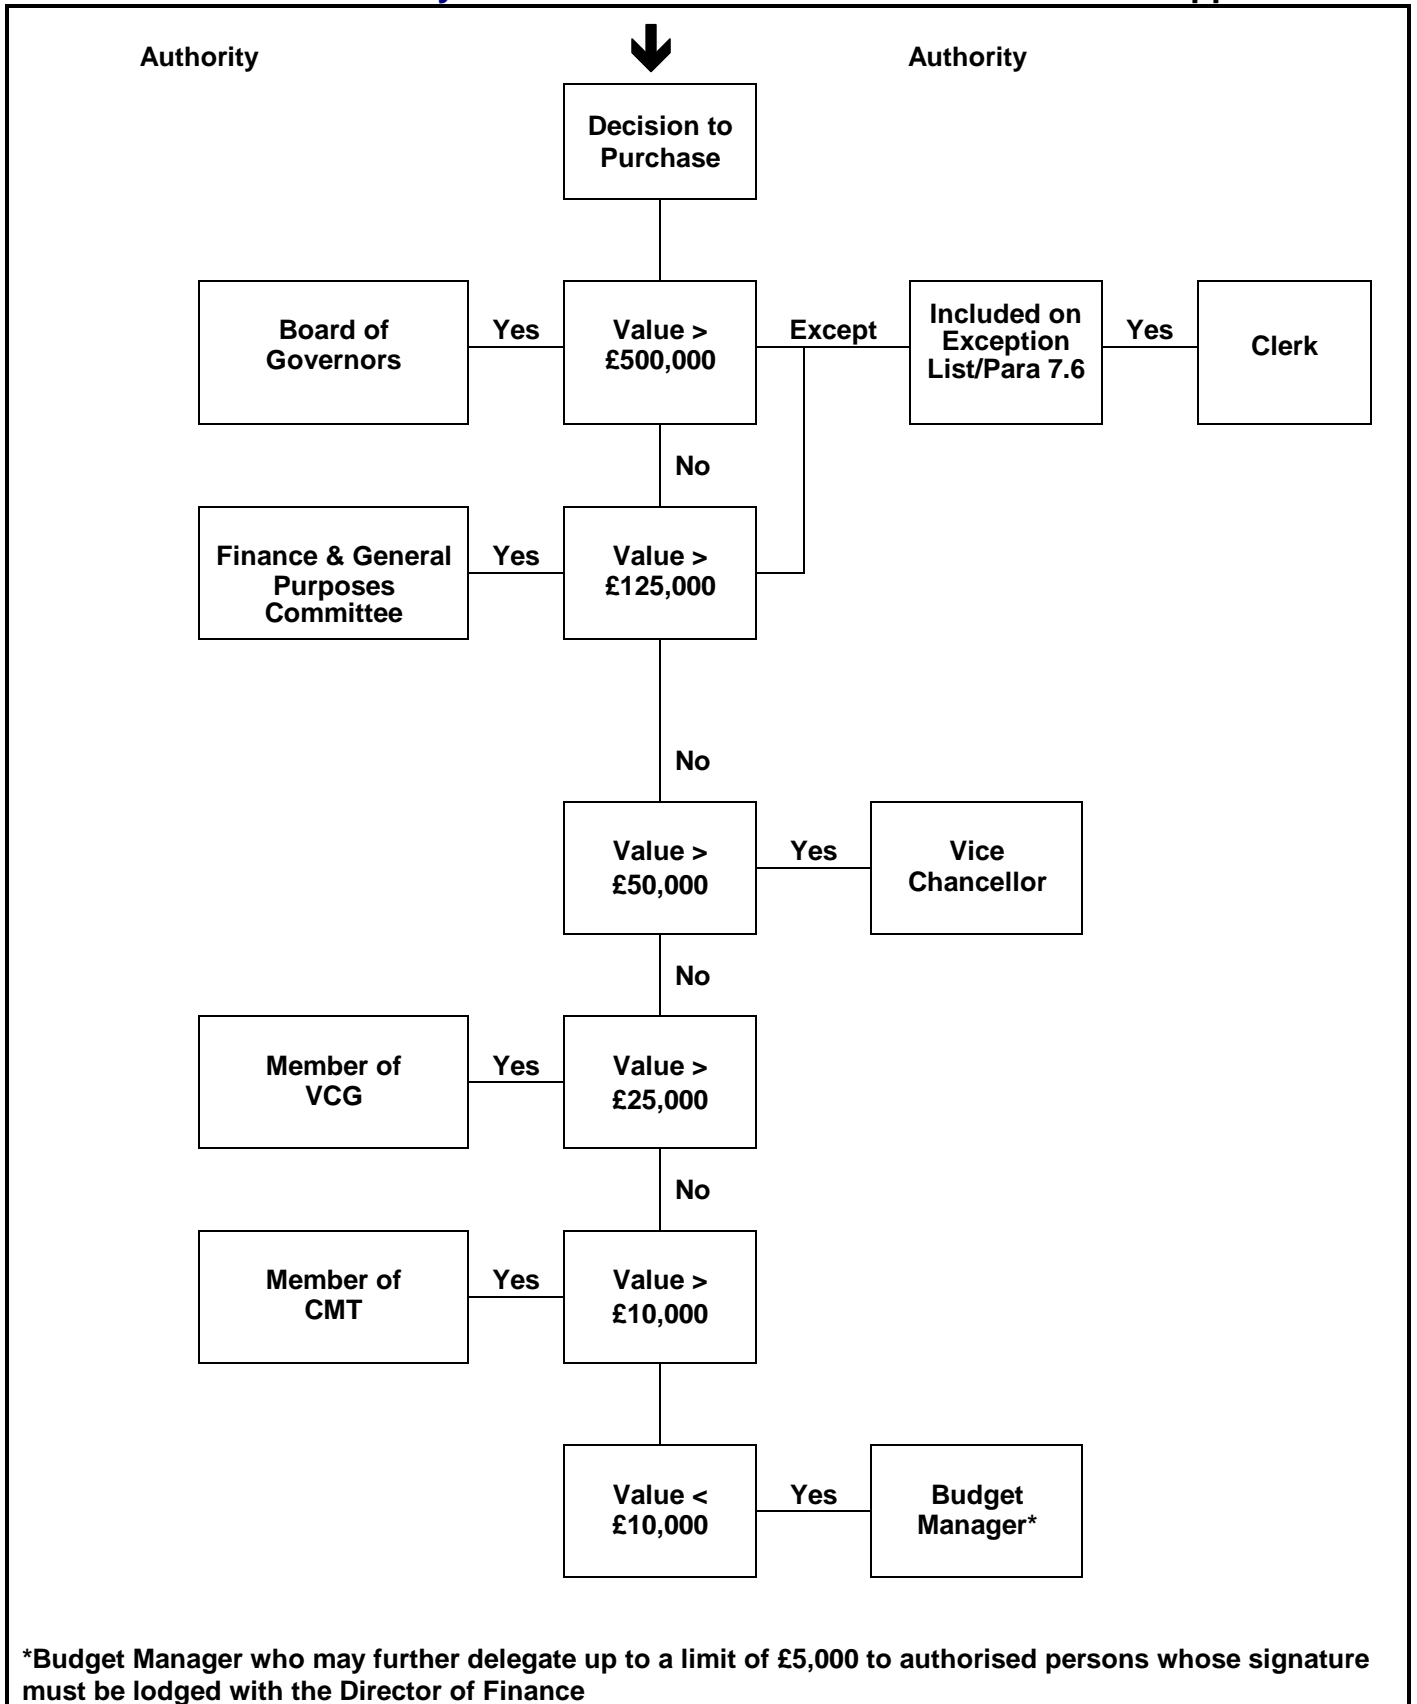 Authority
Authority
Decision to
Purchase
Board of
Governors
Yes
Value >
£500,000
Except
Included on
Exception
List/Para 7.6
Yes
Clerk
No
Finance & General
Purposes
Committee
Yes
Value >
£125,000
No
Value >
£50,000
Yes
Vice
Chancellor
No
Member of
VCG
Yes
Value >
£25,000
No
Member of
CMT
Yes
Value >
£10,000
Value <
£10,000
Yes
Budget
Manager*
*Budget Manager who may further delegate up to a limit of £5,000 to authorised persons whose signature
must be lodged with the Director of Finance